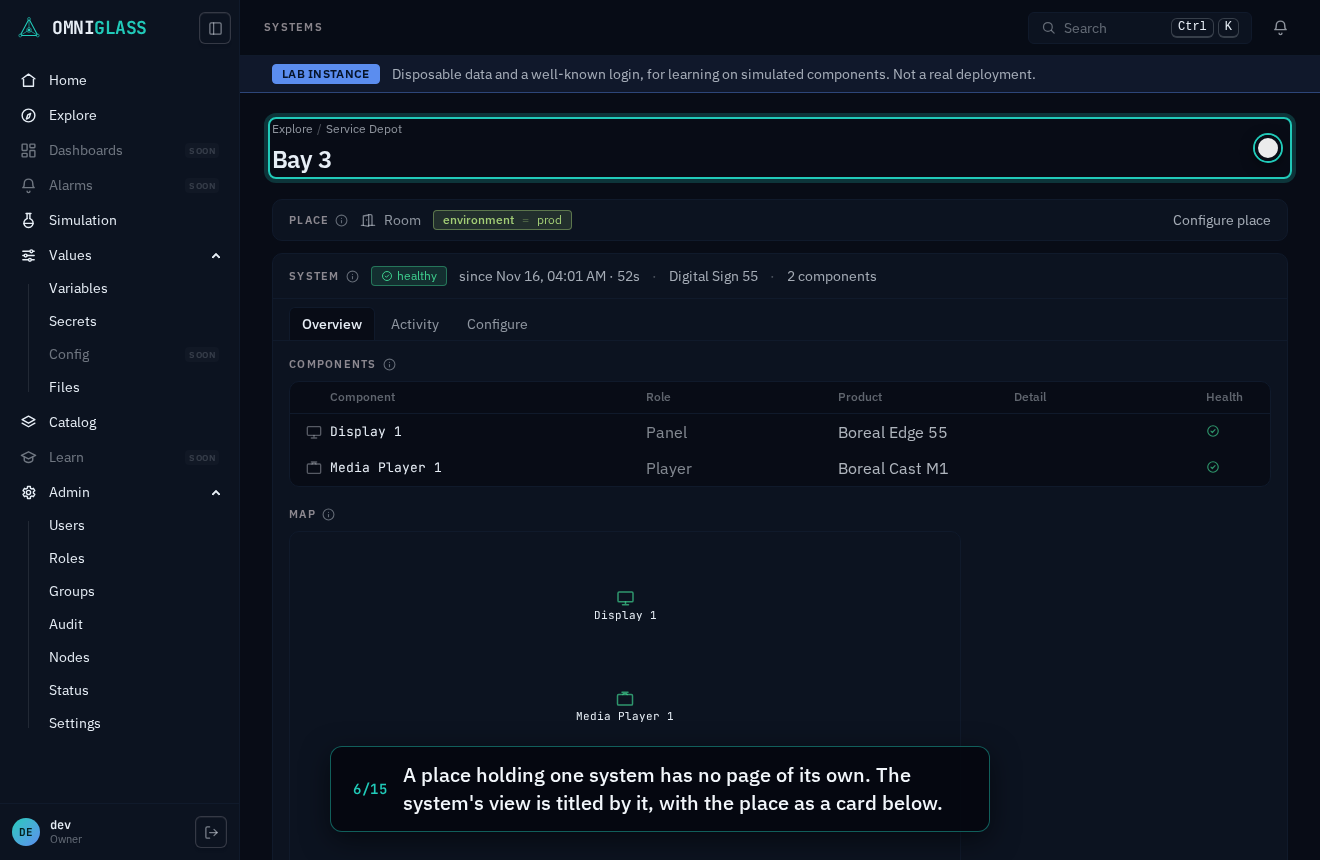 OMNIGLASS
SYSTEMS
Search Ctrl K
LAB INSTANCE Disposable data and a well-known login, for learning on simulated components. Not a real deployment.
Home
Explore
Dashboards SOON
Alarms SOON
Simulation
Values
Variables
Secrets
Config SOON
Files
Catalog
Learn SOON
Admin
Users
Roles
Groups
Audit
Nodes
Status
Settings
DE dev
Owner
Explore / Service Depot
Bay 3
PLACE Room environment = prod Configure place
SYSTEM healthy since Nov 16, 04:01 AM · 52s · Digital Sign 55 · 2 components
Overview Activity Configure
COMPONENTS
Component Role Product Detail Health
Display 1 Panel Boreal Edge 55
Media Player 1 Player Boreal Cast M1
MAP
Display 1
Media Player 1
6/15 A place holding one system has no page of its own. The
system's view is titled by it, with the place as a card below.